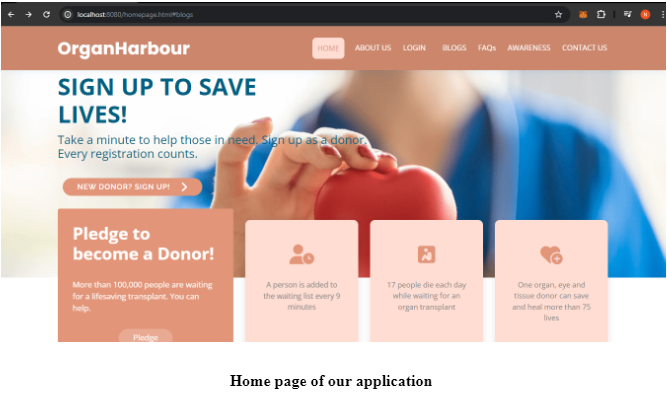 localhost:8080/homepage.html#blogs
OrganHarbour
HOME ABOUT US LOGIN BLOGS FAQs AWARENESS CONTACT US
SIGN UP TO SAVE
LIVES!
Take a minute to help those in need. Sign up as a donor.
Every registration counts.
NEW DONOR? SIGN UP!
Pledge to
become a Donor!
More than 100,000 people are waiting
for a lifesaving transplant. You can
help.
Pledge
A person is added to
the waiting list every 9
minutes
17 people die each day
while waiting for an
organ transplant
One organ, eye and
tissue donor can save
and heal more than 75
lives
Home page of our application